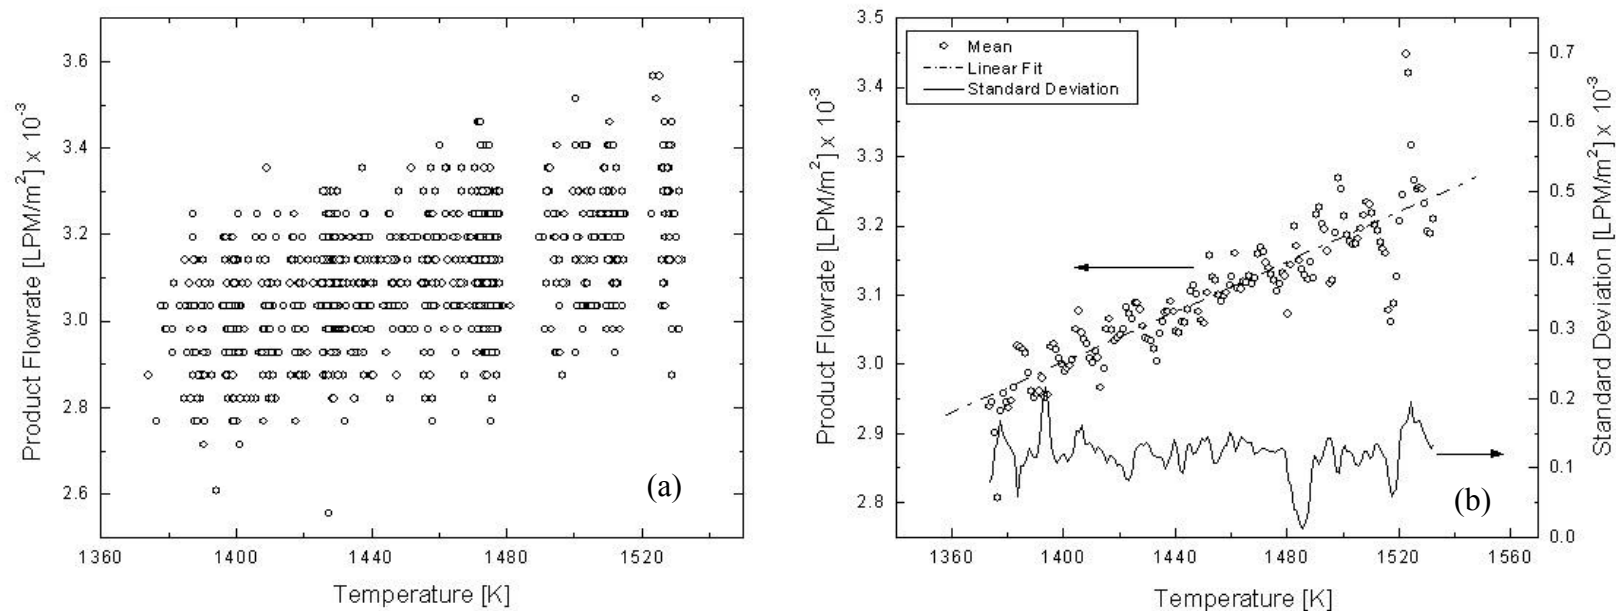 3.6
3.4
3.2
3.0
2.8
2.6
Product Flowrate [LPM/m²] x 10⁻³
1360 1400 1440 1480 1520
Temperature [K]
(a)
3.5
3.4
3.3
3.2
3.1
3.0
2.9
2.8
Product Flowrate [LPM/m²] x 10⁻³
Mean
Linear Fit
Standard Deviation
0.7
0.6
0.5
0.4
0.3
0.2
0.1
0.0
Standard Deviation [LPM/m²] x 10⁻³
1360 1400 1440 1480 1520 1560
Temperature [K]
(b)